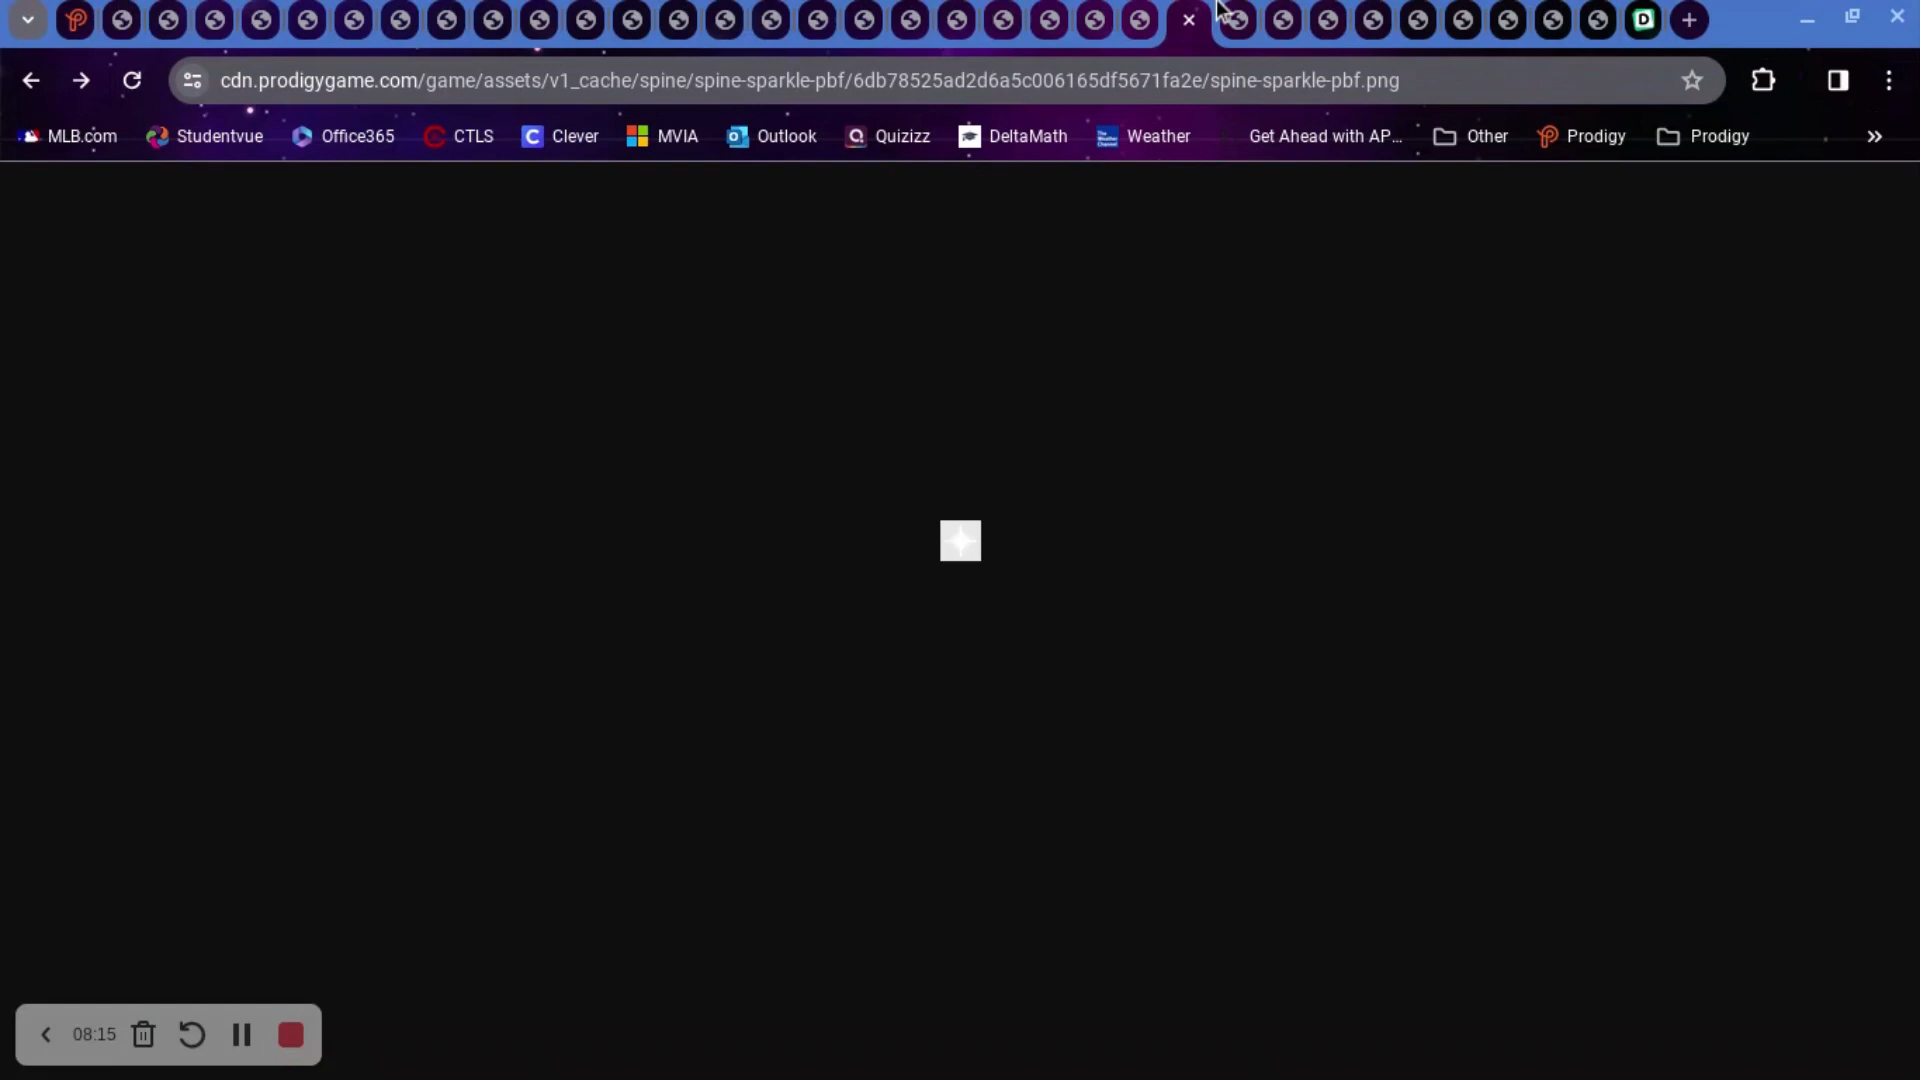 cdn.prodigygame.com/game/assets/v1_cache/spine/spine-sparkle-pbf/6db78525ad2d6a5c006165df5671fa2e/spine-sparkle-pbf.png
MLB.com Studentvue Office365 CTLS Clever MVIA Outlook Quizizz DeltaMath Weather Get Ahead with AP... Other Prodigy Prodigy
08:15